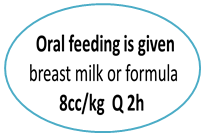 Oral feeding is given
breast milk or formula
8cc/kg Q 2h